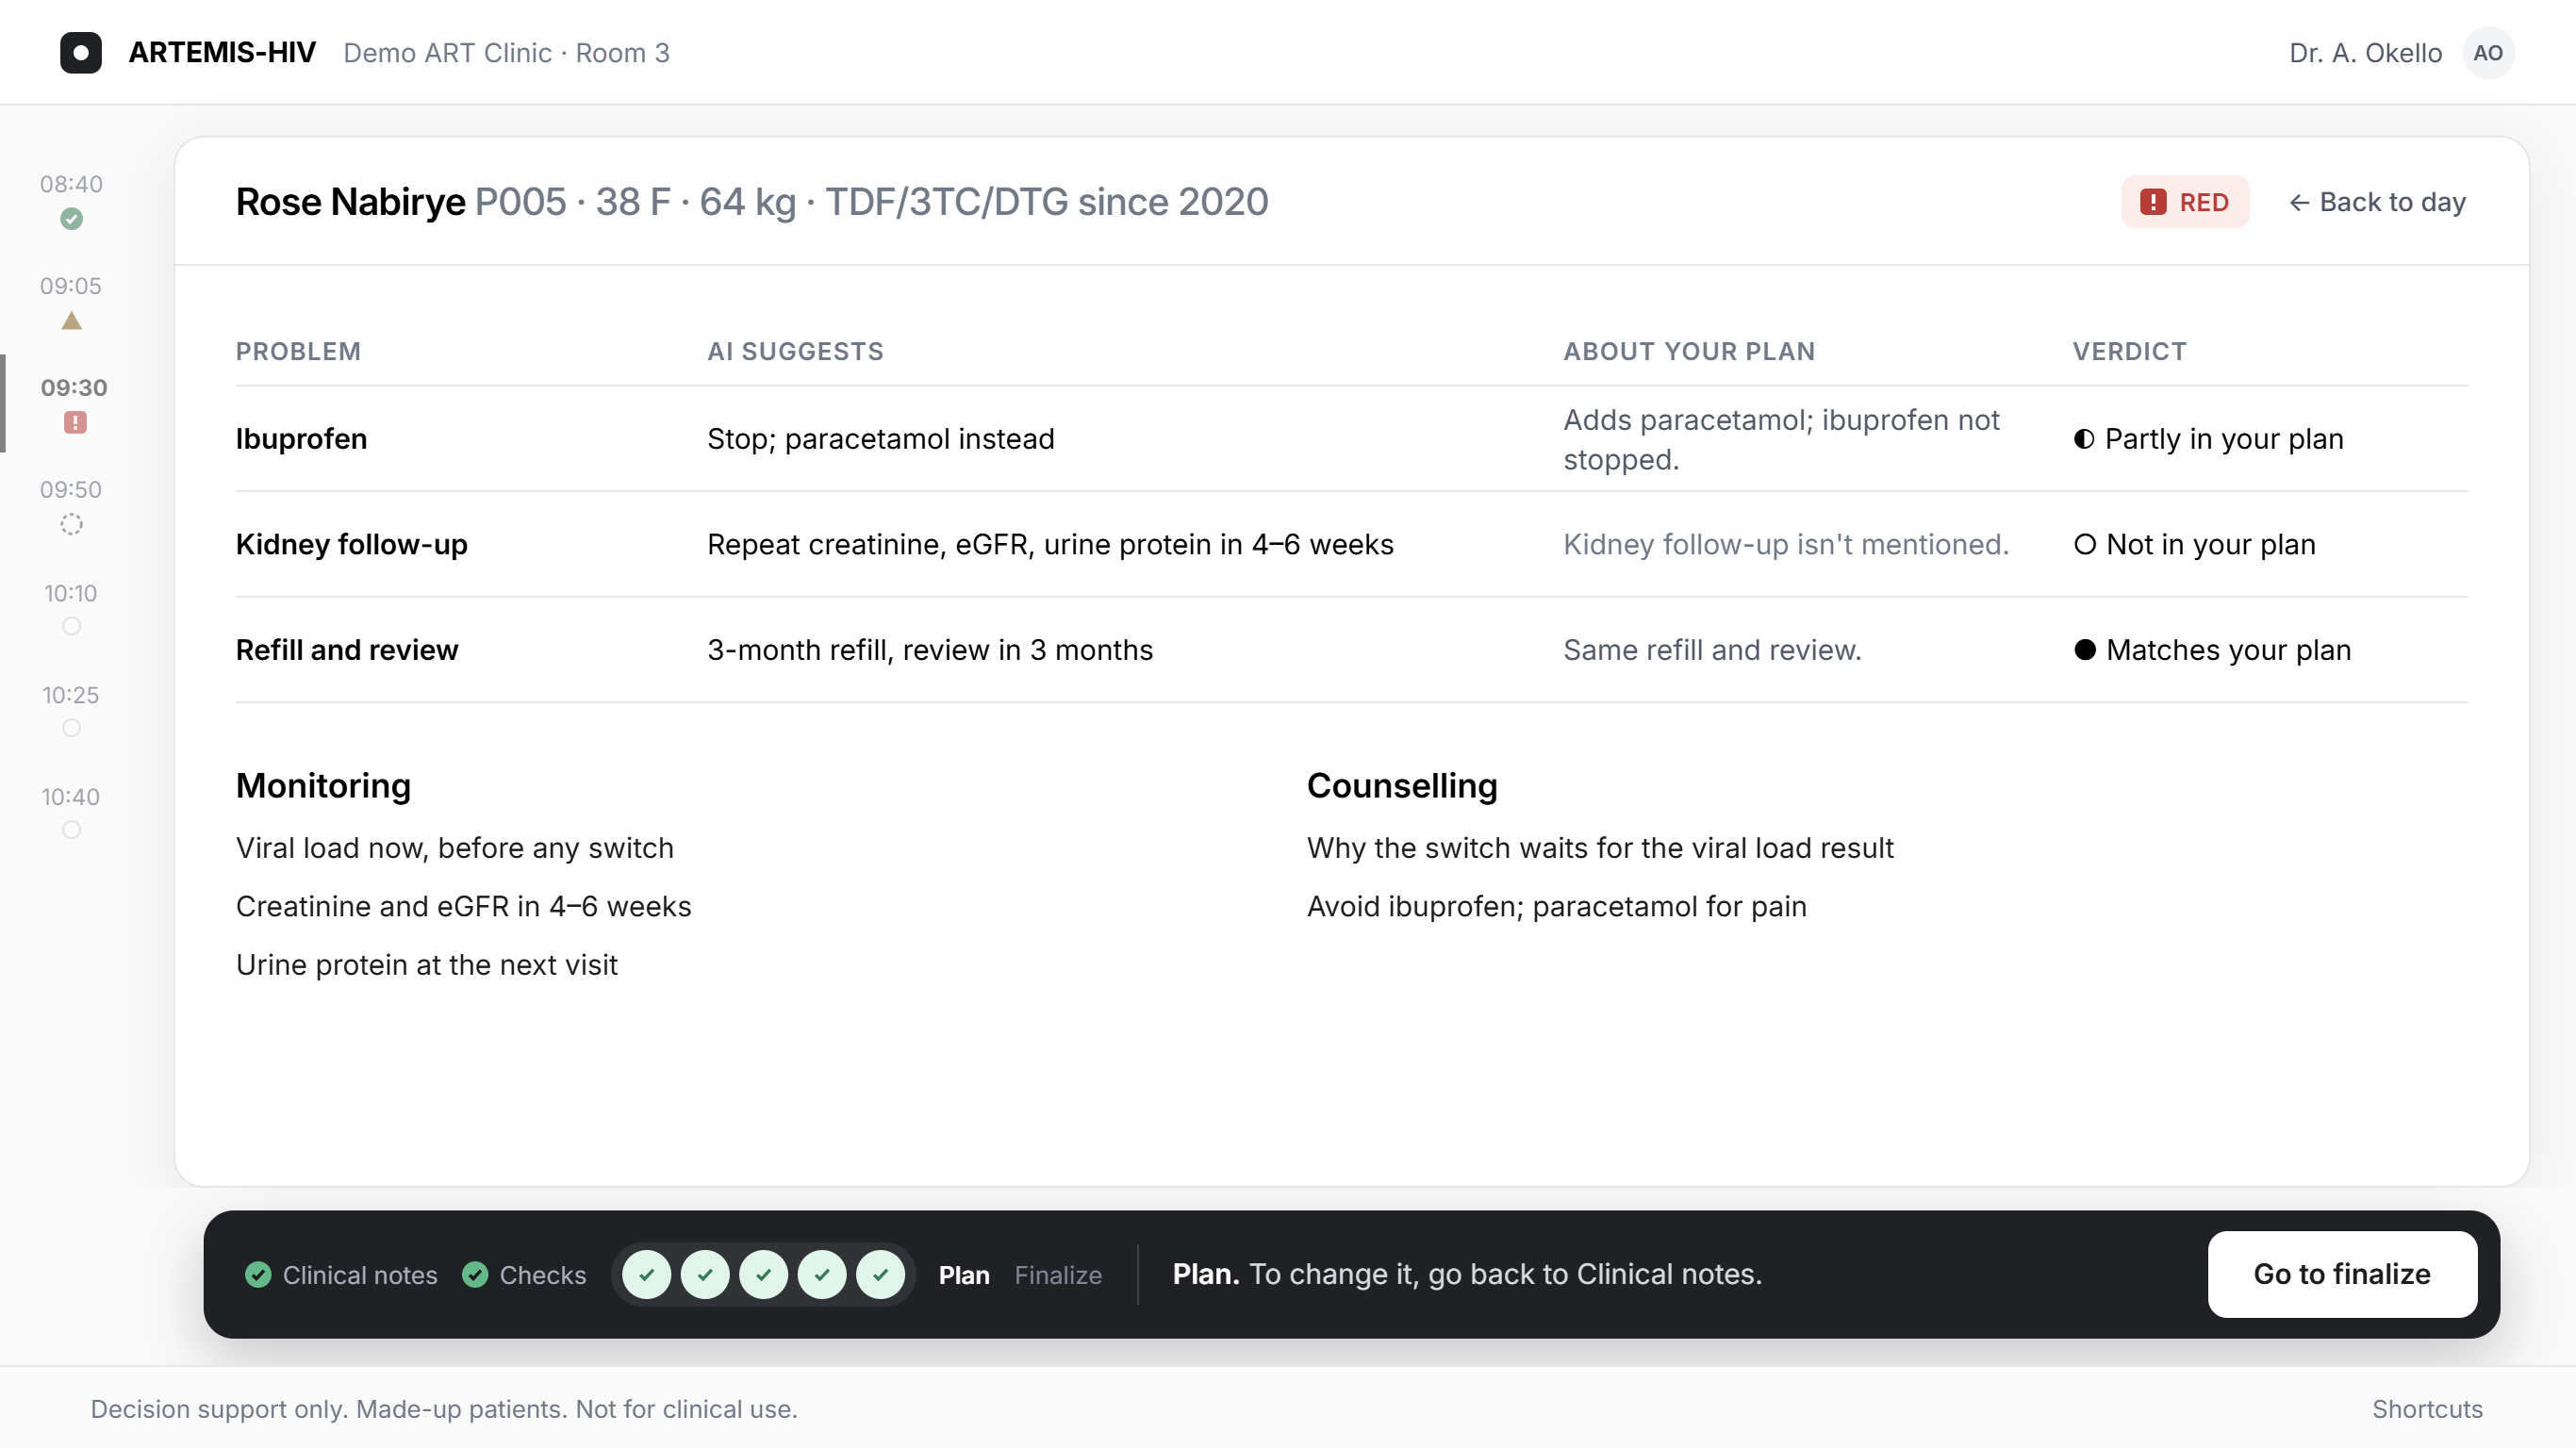 ARTEMIS-HIV Demo ART Clinic · Room 3
Dr. A. Okello AO
08:40
09:05
09:30
09:50
10:10
10:25
10:40
Rose Nabirye P005 · 38 F · 64 kg · TDF/3TC/DTG since 2020
! RED
← Back to day
PROBLEM AI SUGGESTS ABOUT YOUR PLAN VERDICT
Ibuprofen Stop; paracetamol instead Adds paracetamol; ibuprofen not
stopped. Partly in your plan
Kidney follow-up Repeat creatinine, eGFR, urine protein in 4–6 weeks Kidney follow-up isn't mentioned. Not in your plan
Refill and review 3-month refill, review in 3 months Same refill and review. Matches your plan
Monitoring
Viral load now, before any switch
Creatinine and eGFR in 4–6 weeks
Urine protein at the next visit
Counselling
Why the switch waits for the viral load result
Avoid ibuprofen; paracetamol for pain
Clinical notes Checks Plan Finalize
Plan. To change it, go back to Clinical notes.
Go to finalize
Decision support only. Made-up patients. Not for clinical use.
Shortcuts